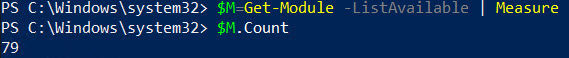 PS C:\Windows\system32> $M=Get-Module -ListAvailable | Measure
PS C:\Windows\system32> $M.Count
79